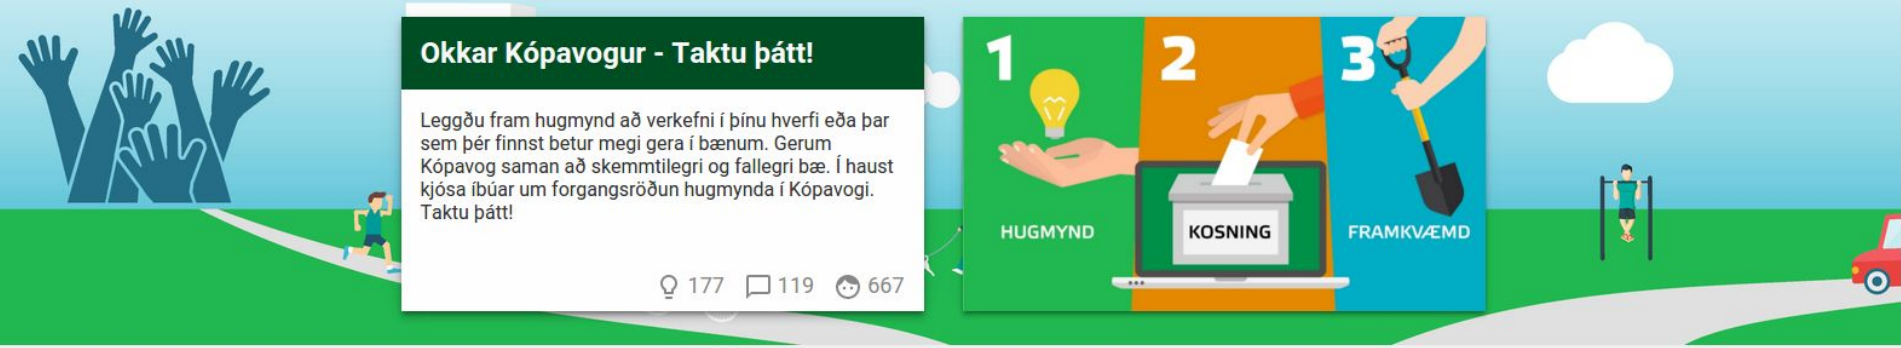 Okkar Kópavogur - Taktu þátt!
Leggðu fram hugmynd að verkefni í þínu hverfi eða þar
sem þér finnst betur megi gera í bænum. Gerum
Kópavog saman að skemmtilegri og fallegri bæ. Í haust
kjósa íbúar um forgangsröðun hugmynda í Kópavogi.
Taktu þátt!
177 119 667
1 2 3
HUGMYND KOSNING FRAMKVÆMD